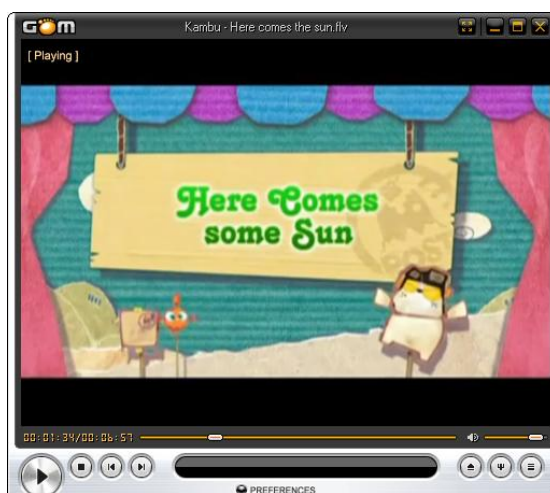 GOM
Kambu - Here comes the sun.flv
[ Playing ]
Here Comes
some Sun
POST
00:01:34/00:06:57
PREFERENCES